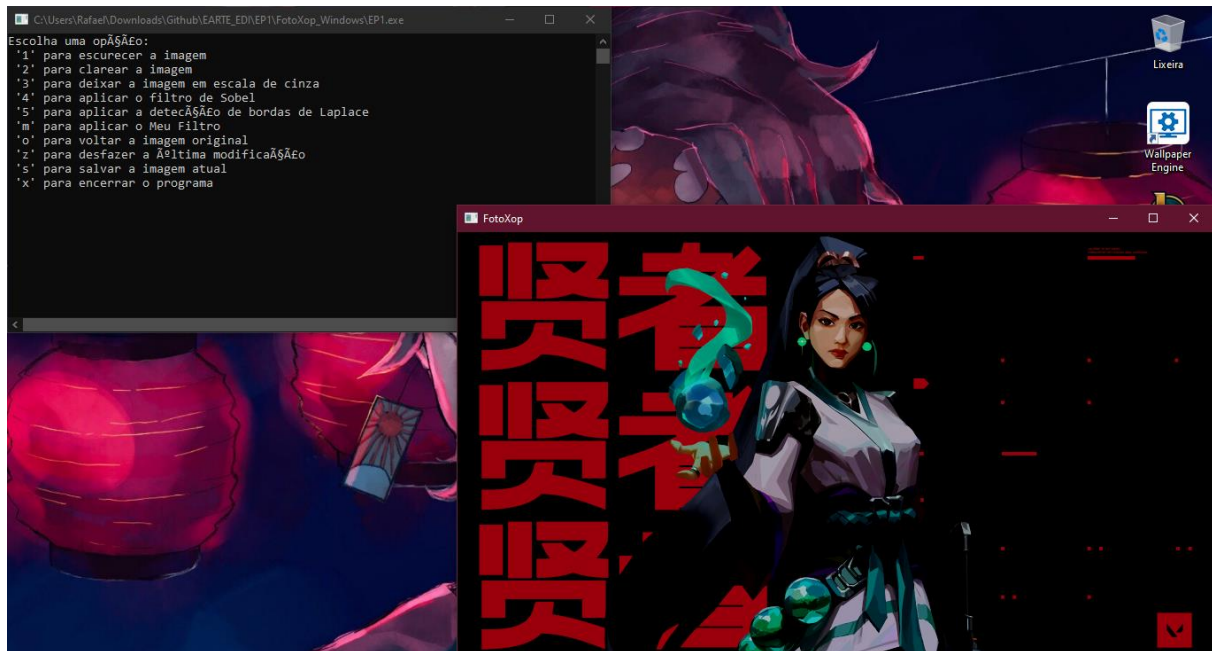 C:\Users\Rafael\Downloads\Github\EARTE_EDI\EP1\FotoXop_Windows\EP1.exe
Escolha uma opÃ§Ã£o:
'1' para escurecer a imagem
'2' para clarear a imagem
'3' para deixar a imagem em escala de cinza
'4' para aplicar o filtro de Sobel
'5' para aplicar a detecÃ§Ã£o de bordas de Laplace
'm' para aplicar o Meu Filtro
'o' para voltar a imagem original
'z' para desfazer a Ãºltima modificaÃ§Ã£o
's' para salvar a imagem atual
'x' para encerrar o programa
Lixeira
Wallpaper
Engine
FotoXop
贤者
贤者
贤